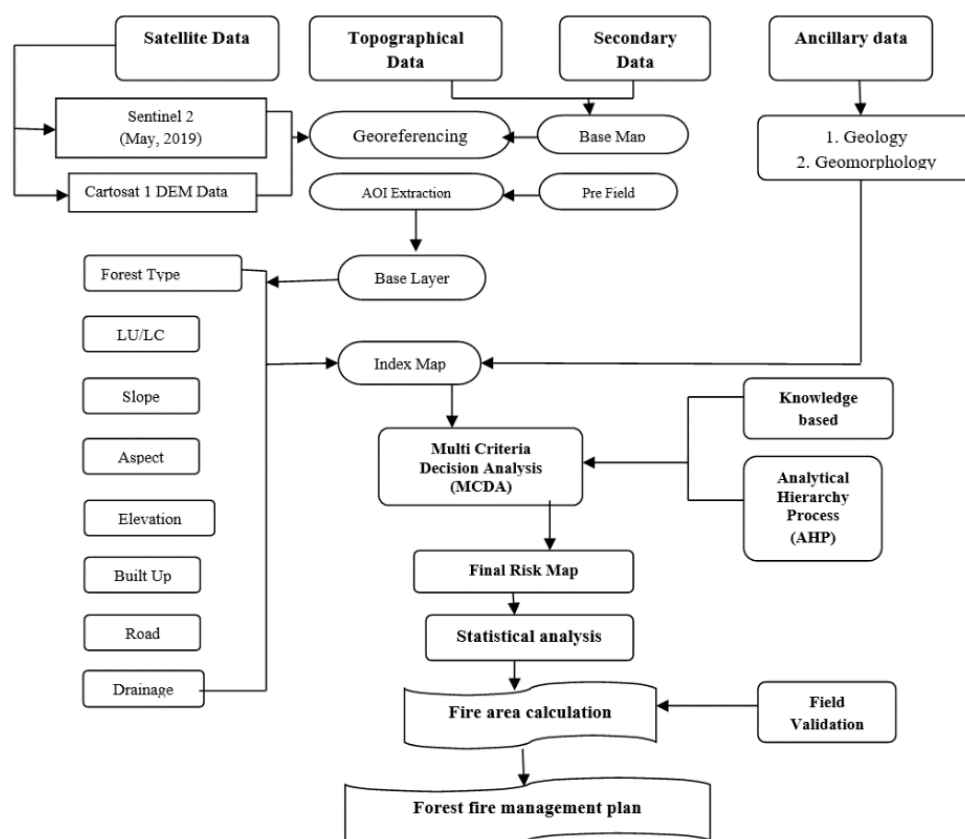 Satellite Data
Topographical
Data
Secondary
Data
Ancillary data
Sentinel 2
(May, 2019)
Georeferencing
Base Map
1. Geology
2. Geomorphology
Cartosat 1 DEM Data
AOI Extraction
Pre Field
Forest Type
Base Layer
LU/LC
Index Map
Slope
Knowledge
based
Aspect
Multi Criteria
Decision Analysis
(MCDA)
Analytical
Hierarchy
Process
(AHP)
Elevation
Built Up
Final Risk Map
Road
Statistical analysis
Drainage
Fire area calculation
Field
Validation
Forest fire management plan